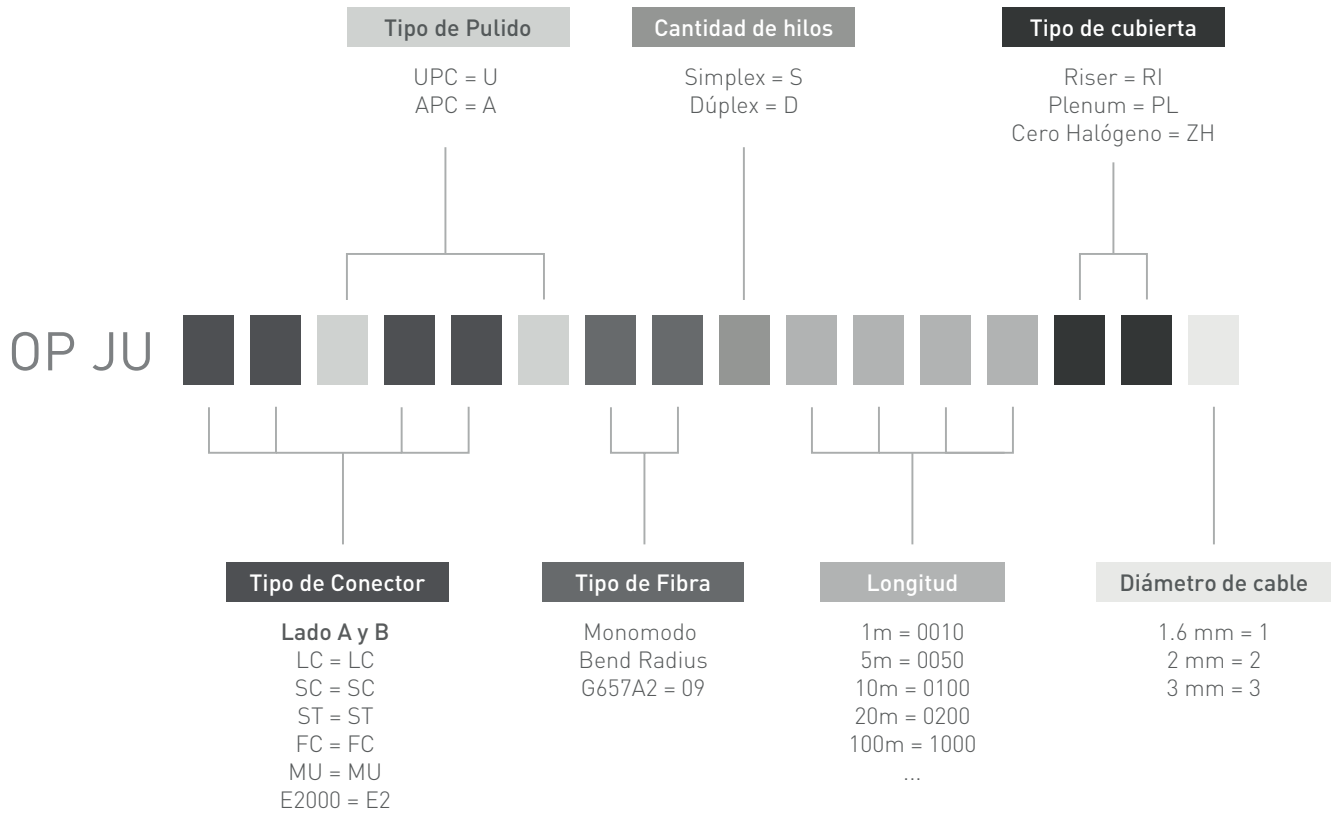 Tipo de Pulido
UPC = U
APC = A
Cantidad de hilos
Simplex = S
Dúplex = D
Tipo de cubierta
Riser = RI
Plenum = PL
Cero Halógeno = ZH
OP JU
Tipo de Conector
Lado A y B
LC = LC
SC = SC
ST = ST
FC = FC
MU = MU
E2000 = E2
Tipo de Fibra
Monomodo
Bend Radius
G657A2 = 09
Longitud
1m = 0010
5m = 0050
10m = 0100
20m = 0200
100m = 1000
...
Diámetro de cable
1.6 mm = 1
2 mm = 2
3 mm = 3